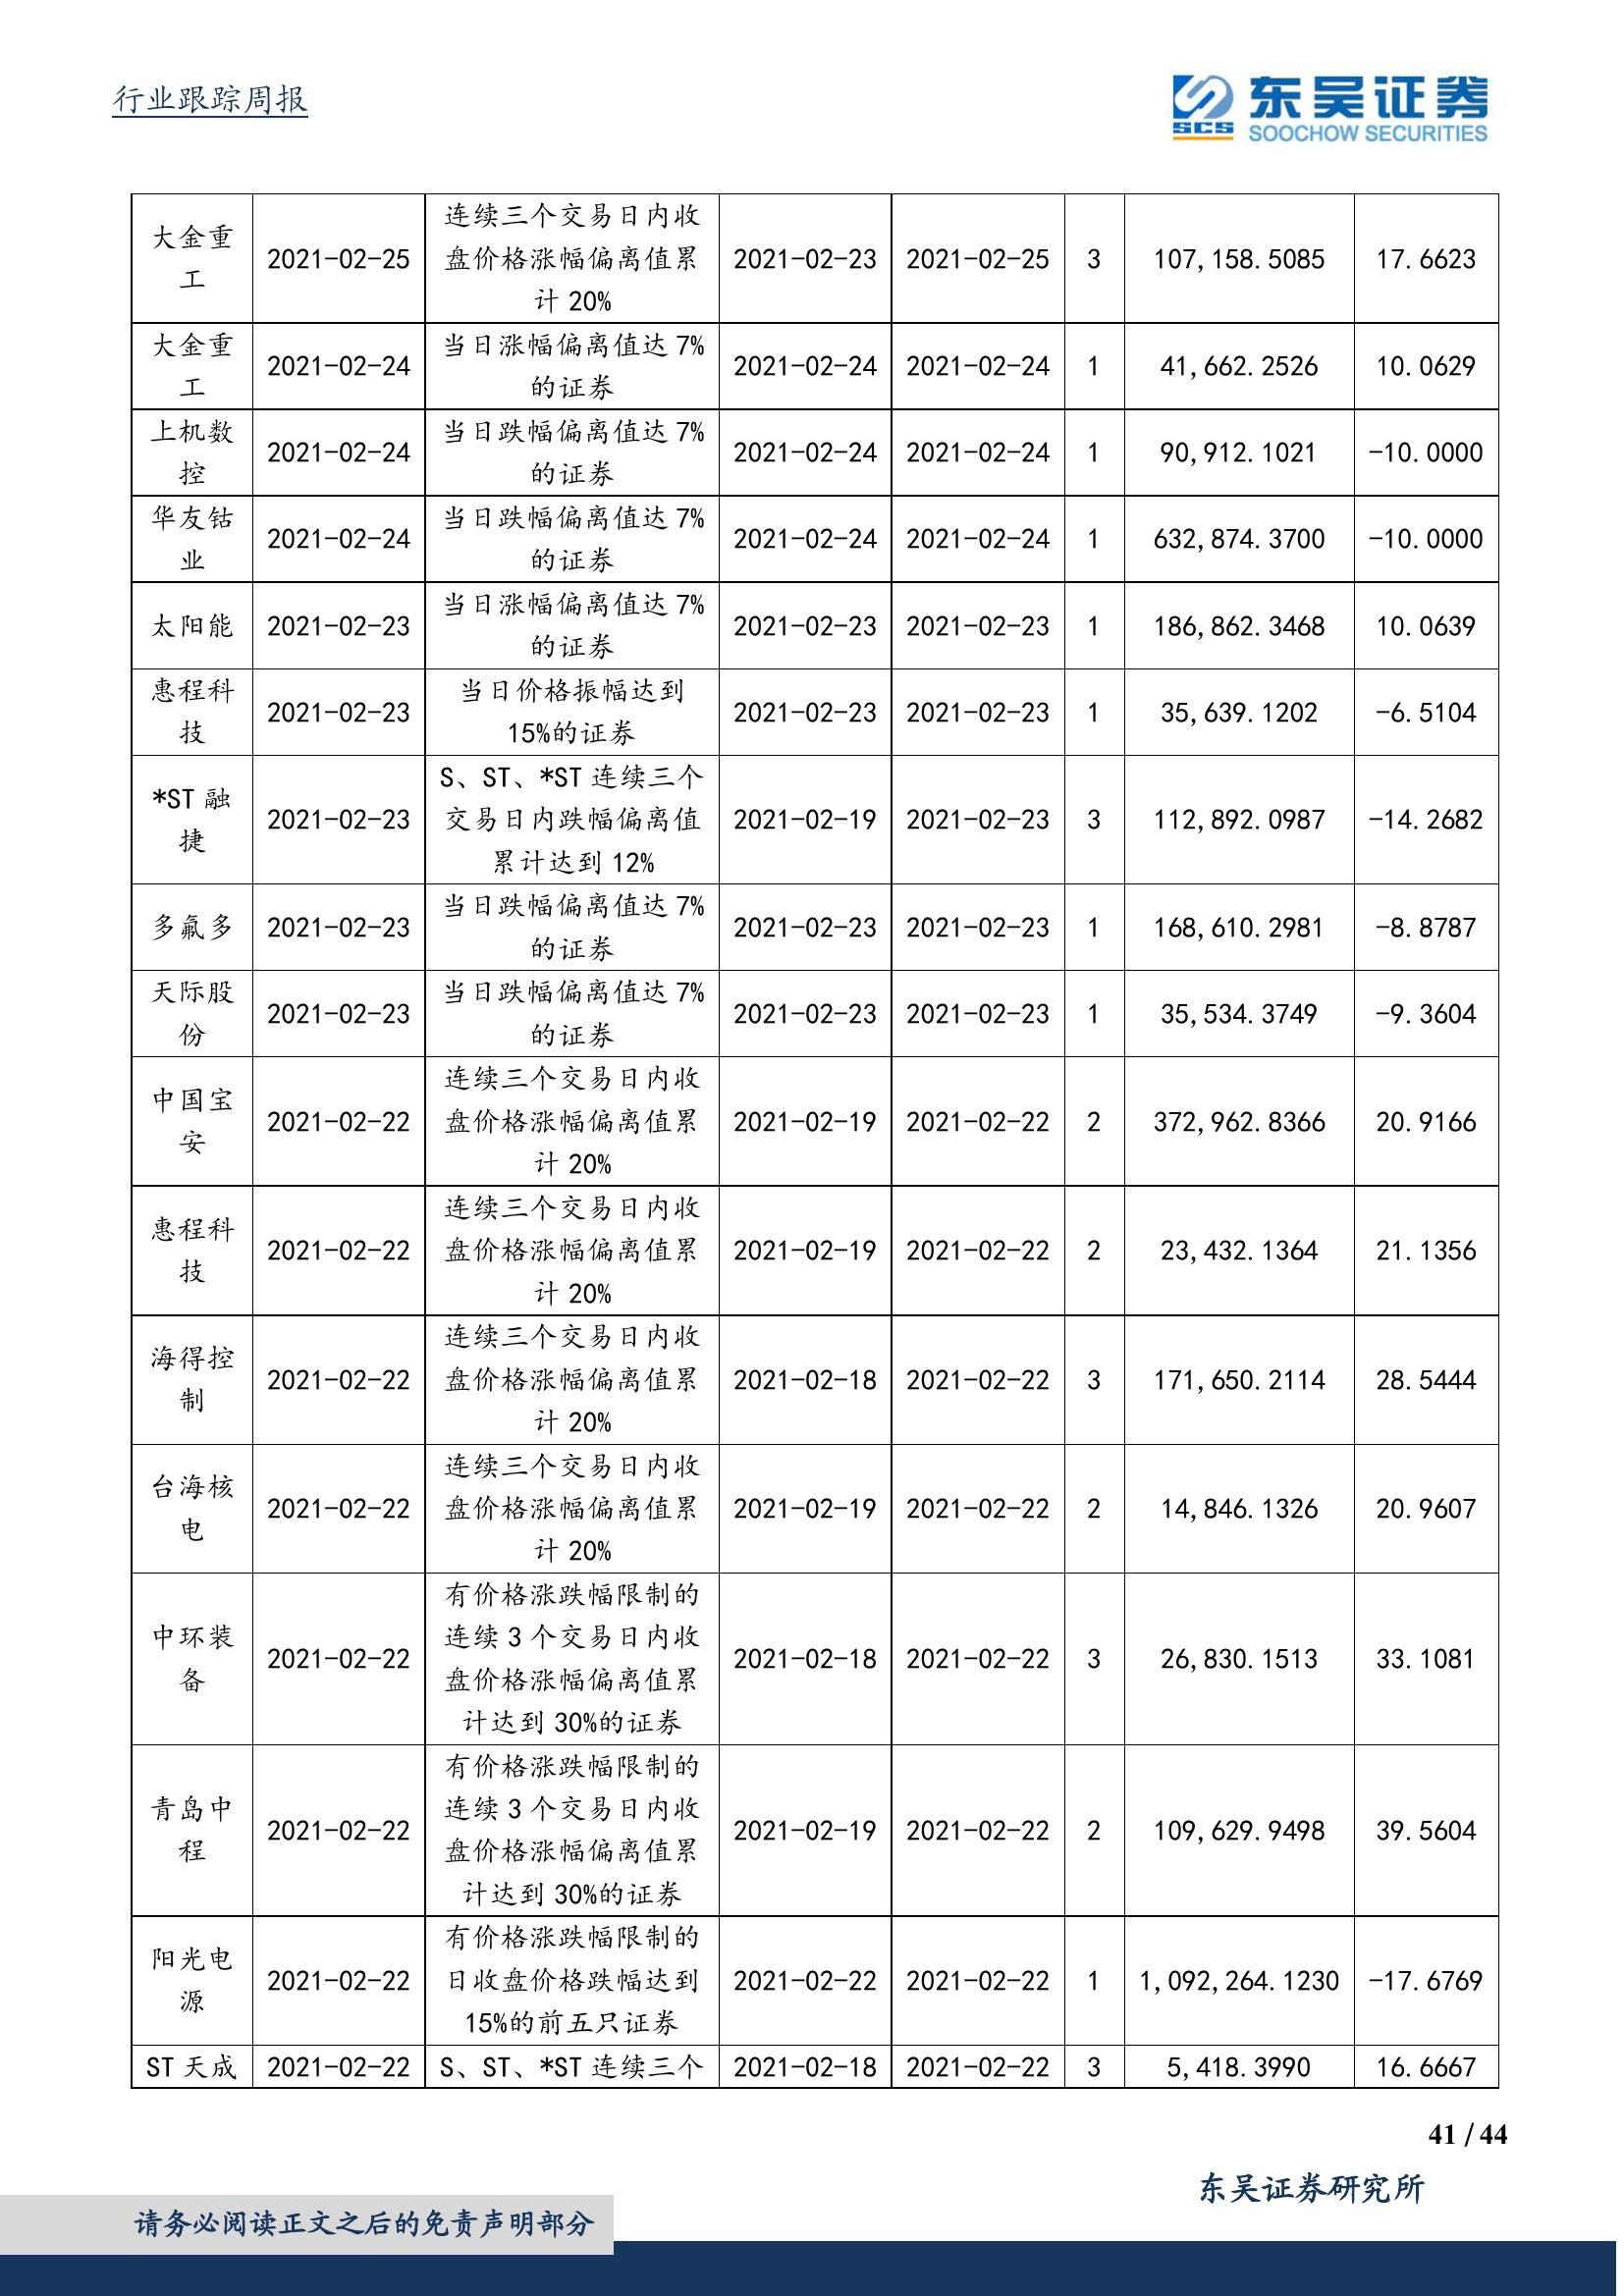 行业跟踪周报
SCS 东吴证券
SOOCHOW SECURITIES
大金重工 2021-02-25 连续三个交易日内收盘价格涨幅偏离值累计 20% 2021-02-23 2021-02-25 3 107,158.5085 17.6623
大金重工 2021-02-24 当日涨幅偏离值达 7%的证券 2021-02-24 2021-02-24 1 41,662.2526 10.0629
上机数控 2021-02-24 当日跌幅偏离值达 7%的证券 2021-02-24 2021-02-24 1 90,912.1021 -10.0000
华友钴业 2021-02-24 当日跌幅偏离值达 7%的证券 2021-02-24 2021-02-24 1 632,874.3700 -10.0000
太阳能 2021-02-23 当日涨幅偏离值达 7%的证券 2021-02-23 2021-02-23 1 186,862.3468 10.0639
惠程科技 2021-02-23 当日价格振幅达到 15%的证券 2021-02-23 2021-02-23 1 35,639.1202 -6.5104
*ST 融捷 2021-02-23 S、ST、*ST 连续三个交易日内跌幅偏离值累计达到 12% 2021-02-19 2021-02-23 3 112,892.0987 -14.2682
多氟多 2021-02-23 当日跌幅偏离值达 7%的证券 2021-02-23 2021-02-23 1 168,610.2981 -8.8787
天际股份 2021-02-23 当日跌幅偏离值达 7%的证券 2021-02-23 2021-02-23 1 35,534.3749 -9.3604
中国宝安 2021-02-22 连续三个交易日内收盘价格涨幅偏离值累计 20% 2021-02-19 2021-02-22 2 372,962.8366 20.9166
惠程科技 2021-02-22 连续三个交易日内收盘价格涨幅偏离值累计 20% 2021-02-19 2021-02-22 2 23,432.1364 21.1356
海得控制 2021-02-22 连续三个交易日内收盘价格涨幅偏离值累计 20% 2021-02-18 2021-02-22 3 171,650.2114 28.5444
台海核电 2021-02-22 连续三个交易日内收盘价格涨幅偏离值累计 20% 2021-02-19 2021-02-22 2 14,846.1326 20.9607
中环装备 2021-02-22 有价格涨跌幅限制的连续 3 个交易日内收盘价格涨幅偏离值累计达到 30%的证券 2021-02-18 2021-02-22 3 26,830.1513 33.1081
青岛中程 2021-02-22 有价格涨跌幅限制的连续 3 个交易日内收盘价格涨幅偏离值累计达到 30%的证券 2021-02-19 2021-02-22 2 109,629.9498 39.5604
阳光电源 2021-02-22 有价格涨跌幅限制的日收盘价格跌幅达到 15%的前五只证券 2021-02-22 2021-02-22 1 1,092,264.1230 -17.6769
ST 天成 2021-02-22 S、ST、*ST 连续三个 2021-02-18 2021-02-22 3 5,418.3990 16.6667
41 / 44
东吴证券研究所
请务必阅读正文之后的免责声明部分